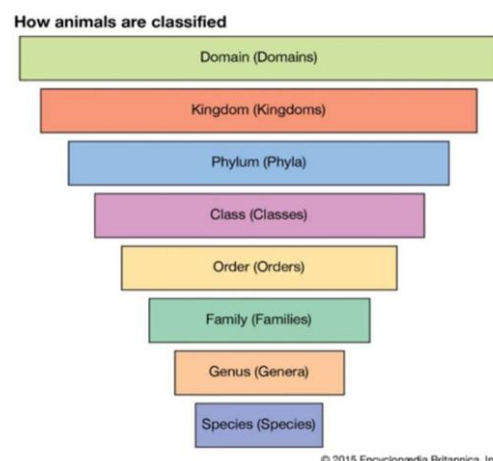 How animals are classified
Domain (Domains)
Kingdom (Kingdoms)
Phylum (Phyla)
Class (Classes)
Order (Orders)
Family (Families)
Genus (Genera)
Species (Species)
© 2015 Encyclopædia Britannica, In